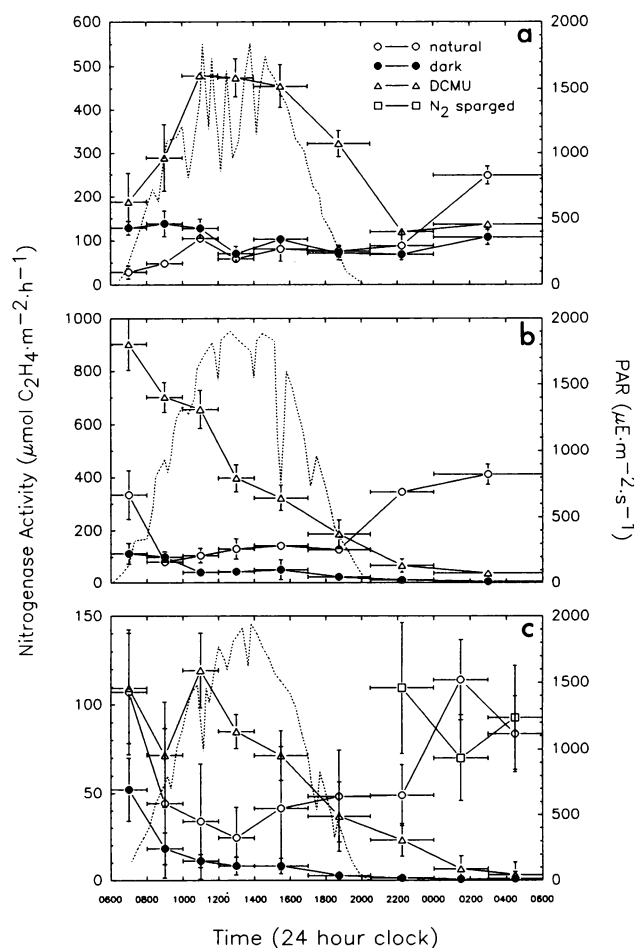 a
natural
dark
DCMU
N2 sparged
600
500
400
300
200
100
0
2000
1500
1000
500
0
b
1000
800
600
400
200
0
2000
1500
1000
500
0
c
150
100
50
0
2000
1500
1000
500
0
Nitrogenase Activity (μmol C2H4·m−2·h−1)
PAR (μE·m−2·s−1)
0600 0800 1000 1200 1400 1600 1800 2000 2200 0000 0200 0400 0600
Time (24 hour clock)